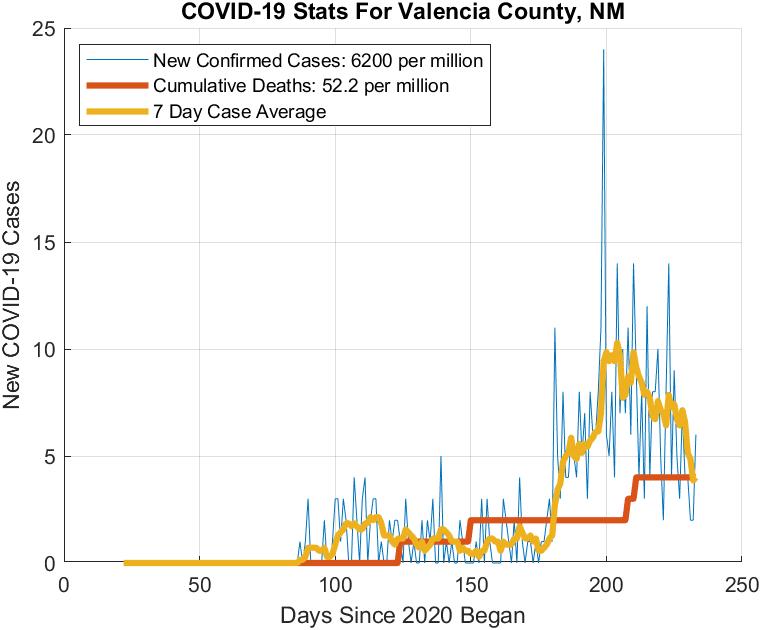 COVID-19 Stats For Valencia County, NM
25
New Confirmed Cases: 6200 per million
Cumulative Deaths: 52.2 per million
7 Day Case Average
20
15
10
5
0
New COVID-19 Cases
0 50 100 150 200 250
Days Since 2020 Began